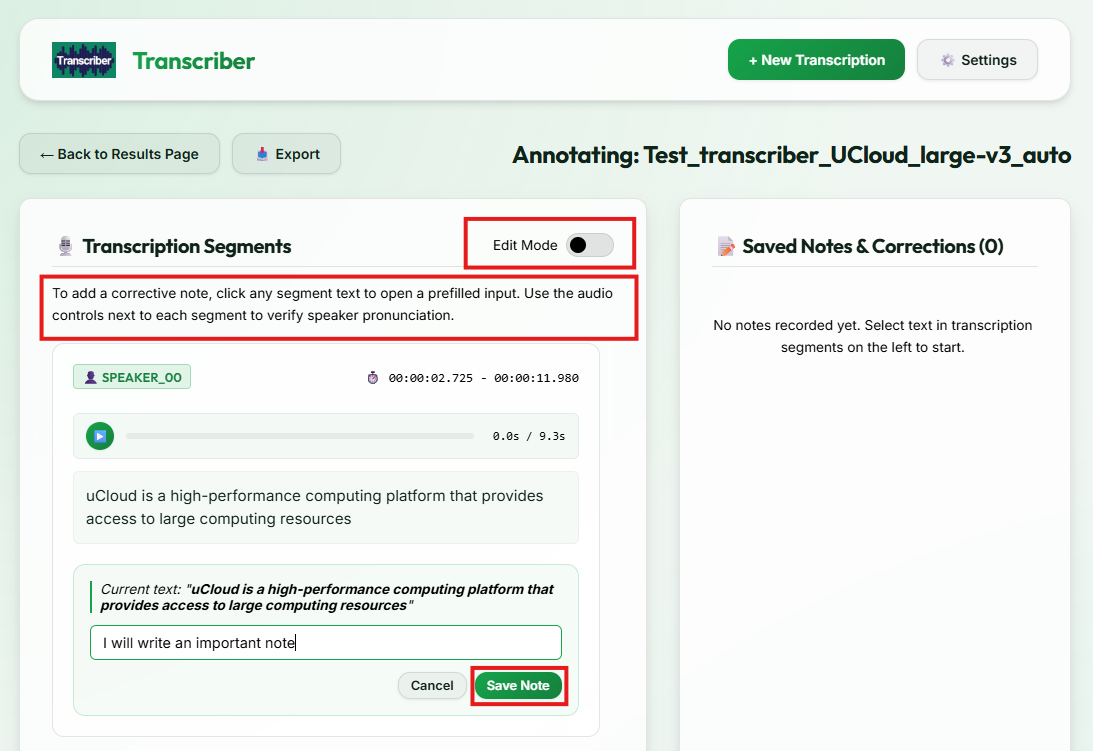 Transcriber
Transcriber
+ New Transcription
Settings
← Back to Results Page
Export
Annotating: Test_transcriber_UCloud_large-v3_auto
Transcription Segments
Edit Mode
To add a corrective note, click any segment text to open a prefilled input. Use the audio
controls next to each segment to verify speaker pronunciation.
SPEAKER_00
00:00:02.725 - 00:00:11.980
0.0s / 9.3s
uCloud is a high-performance computing platform that provides
access to large computing resources
Current text: "uCloud is a high-performance computing platform that
provides access to large computing resources"
I will write an important note
Cancel
Save Note
Saved Notes & Corrections (0)
No notes recorded yet. Select text in transcription
segments on the left to start.